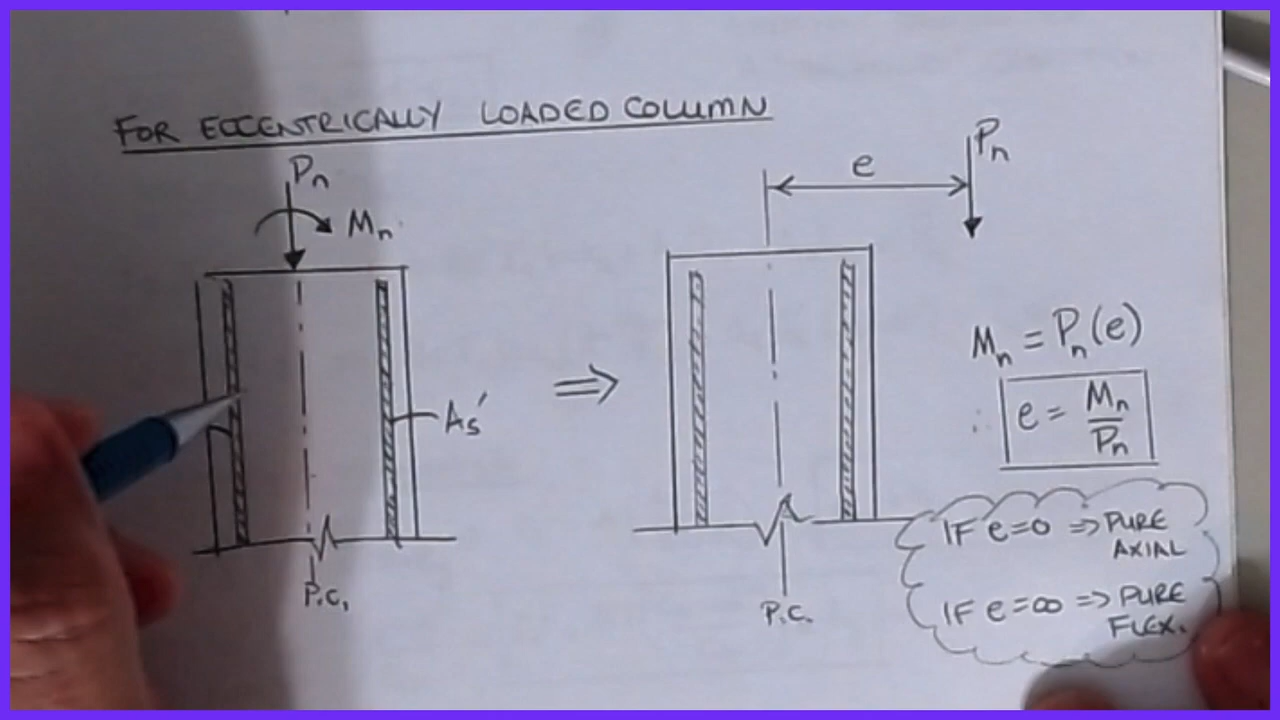 FOR ECCENTRICALLY LOADED COLUMN
Pn
Mn
As'
P.C.
e
Pn
P.C.
Mn = Pn(e)
e = Mn/Pn
IF e=0 => PURE
AXIAL
IF e=∞ => PURE
FLEX.